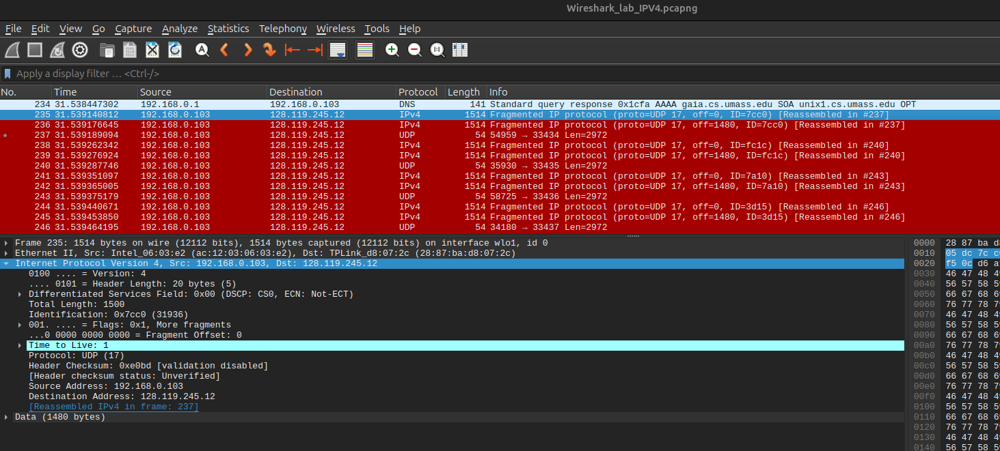 Wireshark_lab_IPV4.pcapng
File Edit View Go Capture Analyze Statistics Telephony Wireless Tools Help
Apply a display filter … <Ctrl-/>
No. Time Source Destination Protocol Length Info
234 31.538447302 192.168.0.1 192.168.0.103 DNS 141 Standard query response 0x1cfa AAAA gaia.cs.umass.edu SOA unix1.cs.umass.edu OPT
235 31.539140812 192.168.0.103 128.119.245.12 IPv4 1514 Fragmented IP protocol (proto=UDP 17, off=0, ID=7cc0) [Reassembled in #237]
236 31.539176645 192.168.0.103 128.119.245.12 IPv4 1514 Fragmented IP protocol (proto=UDP 17, off=1480, ID=7cc0) [Reassembled in #237]
237 31.539189094 192.168.0.103 128.119.245.12 UDP 54 54959 → 33434 Len=2972
238 31.539262342 192.168.0.103 128.119.245.12 IPv4 1514 Fragmented IP protocol (proto=UDP 17, off=0, ID=fc1c) [Reassembled in #240]
239 31.539276924 192.168.0.103 128.119.245.12 IPv4 1514 Fragmented IP protocol (proto=UDP 17, off=1480, ID=fc1c) [Reassembled in #240]
240 31.539287746 192.168.0.103 128.119.245.12 UDP 54 35930 → 33435 Len=2972
241 31.539351097 192.168.0.103 128.119.245.12 IPv4 1514 Fragmented IP protocol (proto=UDP 17, off=0, ID=7a10) [Reassembled in #243]
242 31.539365005 192.168.0.103 128.119.245.12 IPv4 1514 Fragmented IP protocol (proto=UDP 17, off=1480, ID=7a10) [Reassembled in #243]
243 31.539375179 192.168.0.103 128.119.245.12 UDP 54 58725 → 33436 Len=2972
244 31.539440671 192.168.0.103 128.119.245.12 IPv4 1514 Fragmented IP protocol (proto=UDP 17, off=0, ID=3d15) [Reassembled in #246]
245 31.539453850 192.168.0.103 128.119.245.12 IPv4 1514 Fragmented IP protocol (proto=UDP 17, off=1480, ID=3d15) [Reassembled in #246]
246 31.539464195 192.168.0.103 128.119.245.12 UDP 54 34180 → 33437 Len=2972
Frame 235: 1514 bytes on wire (12112 bits), 1514 bytes captured (12112 bits) on interface wlo1, id 0
Ethernet II, Src: Intel_06:03:e2 (ac:12:03:06:03:e2), Dst: TPLink_d8:07:2c (28:87:ba:d8:07:2c)
Internet Protocol Version 4, Src: 192.168.0.103, Dst: 128.119.245.12
0100 .... = Version: 4
.... 0101 = Header Length: 20 bytes (5)
Differentiated Services Field: 0x00 (DSCP: CS0, ECN: Not-ECT)
Total Length: 1500
Identification: 0x7cc0 (31936)
001. .... = Flags: 0x1, More fragments
...0 0000 0000 0000 = Fragment Offset: 0
Time to Live: 1
Protocol: UDP (17)
Header Checksum: 0xe0bd [validation disabled]
[Header checksum status: Unverified]
Source Address: 192.168.0.103
Destination Address: 128.119.245.12
[Reassembled IPv4 in frame: 237]
Data (1480 bytes)
0000 28 87 ba
0010 05 dc 7c
0020 f5 0c d6
0030 46 47 48
0040 56 57 58
0050 66 67 68
0060 76 77 78
0070 46 47 48
0080 56 57 58
0090 66 67 68
00a0 76 77 78
00b0 46 47 48
00c0 56 57 58
00d0 66 67 68
00e0 76 77 78
00f0 46 47 48
0100 56 57 58
0110 66 67 68
0120 76 77 78
0130 46 47 48
0140 56 57 58